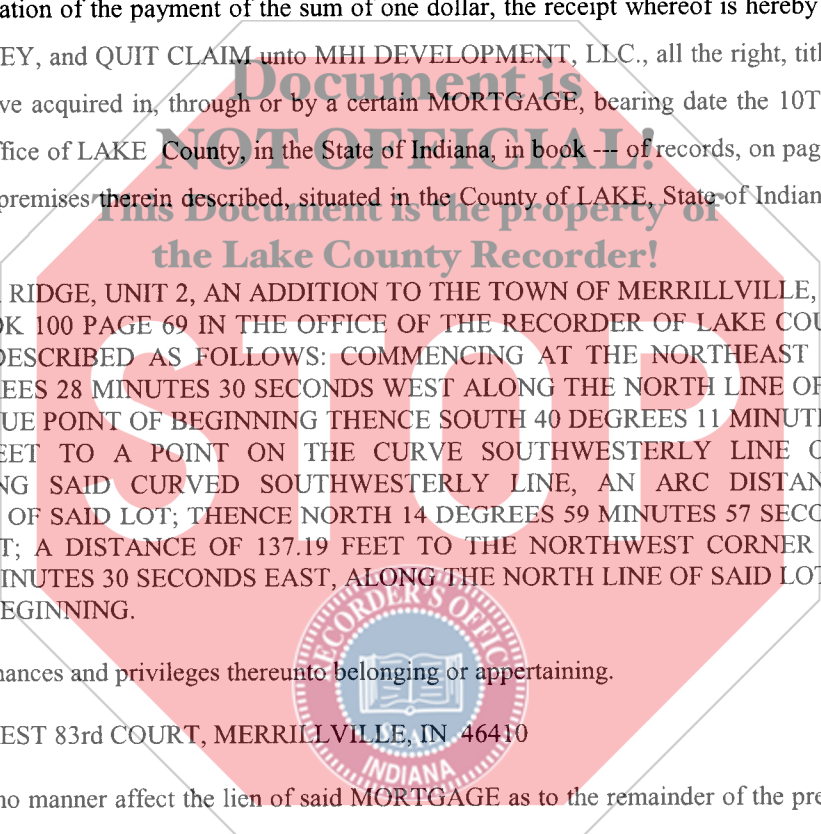 ation of the payment of the sum of one dollar, the receipt whereof is hereby
EY, and QUIT CLAIM unto MHI DEVELOPMENT, LLC., all the right, titl
Document is
ve acquired in, through or by a certain MORTGAGE, bearing date the 10T
NOT OFFICIAL!
fice of LAKE County, in the State of Indiana, in book --- of records, on pag
premises therein described, situated in the County of LAKE, State of Indian
This Document is the property of
the Lake County Recorder!
RIDGE, UNIT 2, AN ADDITION TO THE TOWN OF MERRILLVILLE,
OK 100 PAGE 69 IN THE OFFICE OF THE RECORDER OF LAKE COU
DESCRIBED AS FOLLOWS: COMMENCING AT THE NORTHEAST
EES 28 MINUTES 30 SECONDS WEST ALONG THE NORTH LINE OF
UE POINT OF BEGINNING THENCE SOUTH 40 DEGREES 11 MINUT
EET TO A POINT ON THE CURVE SOUTHWESTERLY LINE O
STOP
NG SAID CURVED SOUTHWESTERLY LINE, AN ARC DISTAN
OF SAID LOT; THENCE NORTH 14 DEGREES 59 MINUTES 57 SECO
T; A DISTANCE OF 137.19 FEET TO THE NORTHWEST CORNER
INUTES 30 SECONDS EAST, ALONG THE NORTH LINE OF SAID LOT
EGINNING.
RECORDER'S OFFICE
nances and privileges thereunto belonging or appertaining.
SEAL
EST 83rd COURT, MERRILLVILLE, IN 46410
INDIANA
no manner affect the lien of said MORTGAGE as to the remainder of the pre